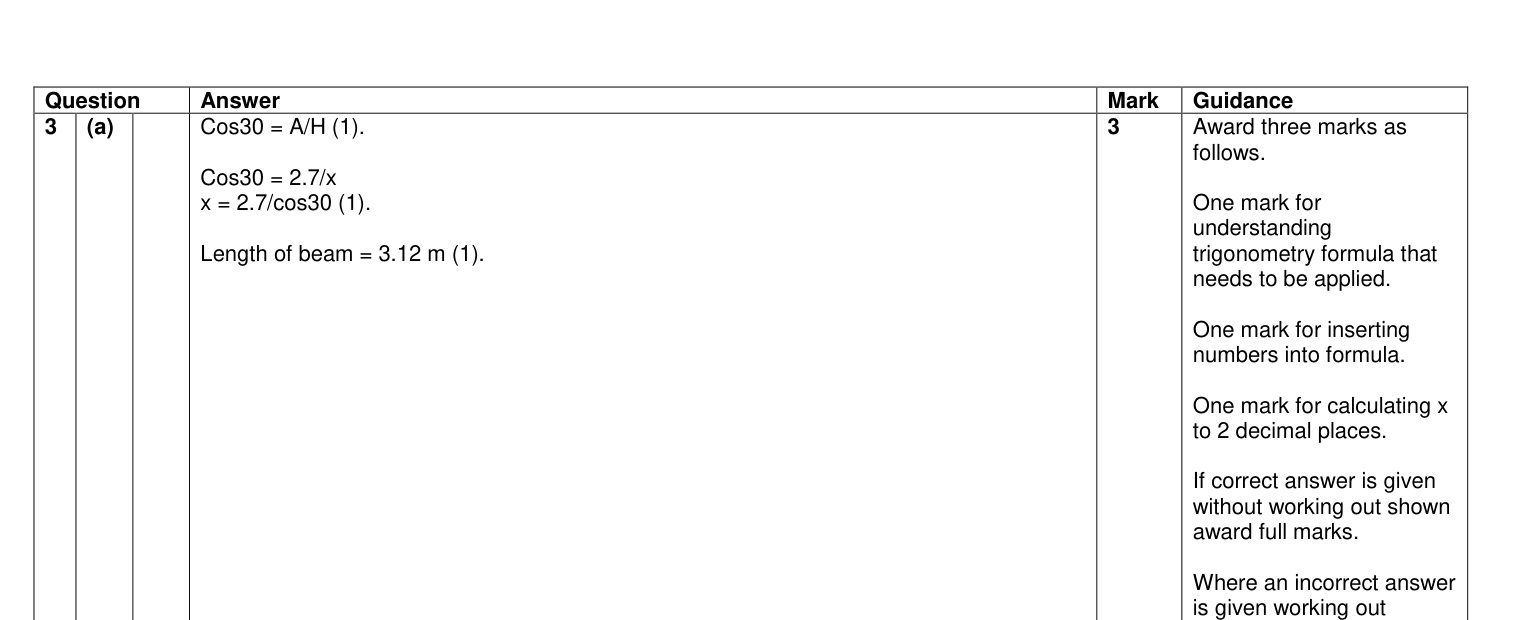 Question Answer Mark Guidance
3 (a) Cos30 = A/H (1). 3 Award three marks as
follows.
Cos30 = 2.7/x
x = 2.7/cos30 (1). One mark for
understanding
Length of beam = 3.12 m (1). trigonometry formula that
needs to be applied.
One mark for inserting
numbers into formula.
One mark for calculating x
to 2 decimal places.
If correct answer is given
without working out shown
award full marks.
Where an incorrect answer
is given working out